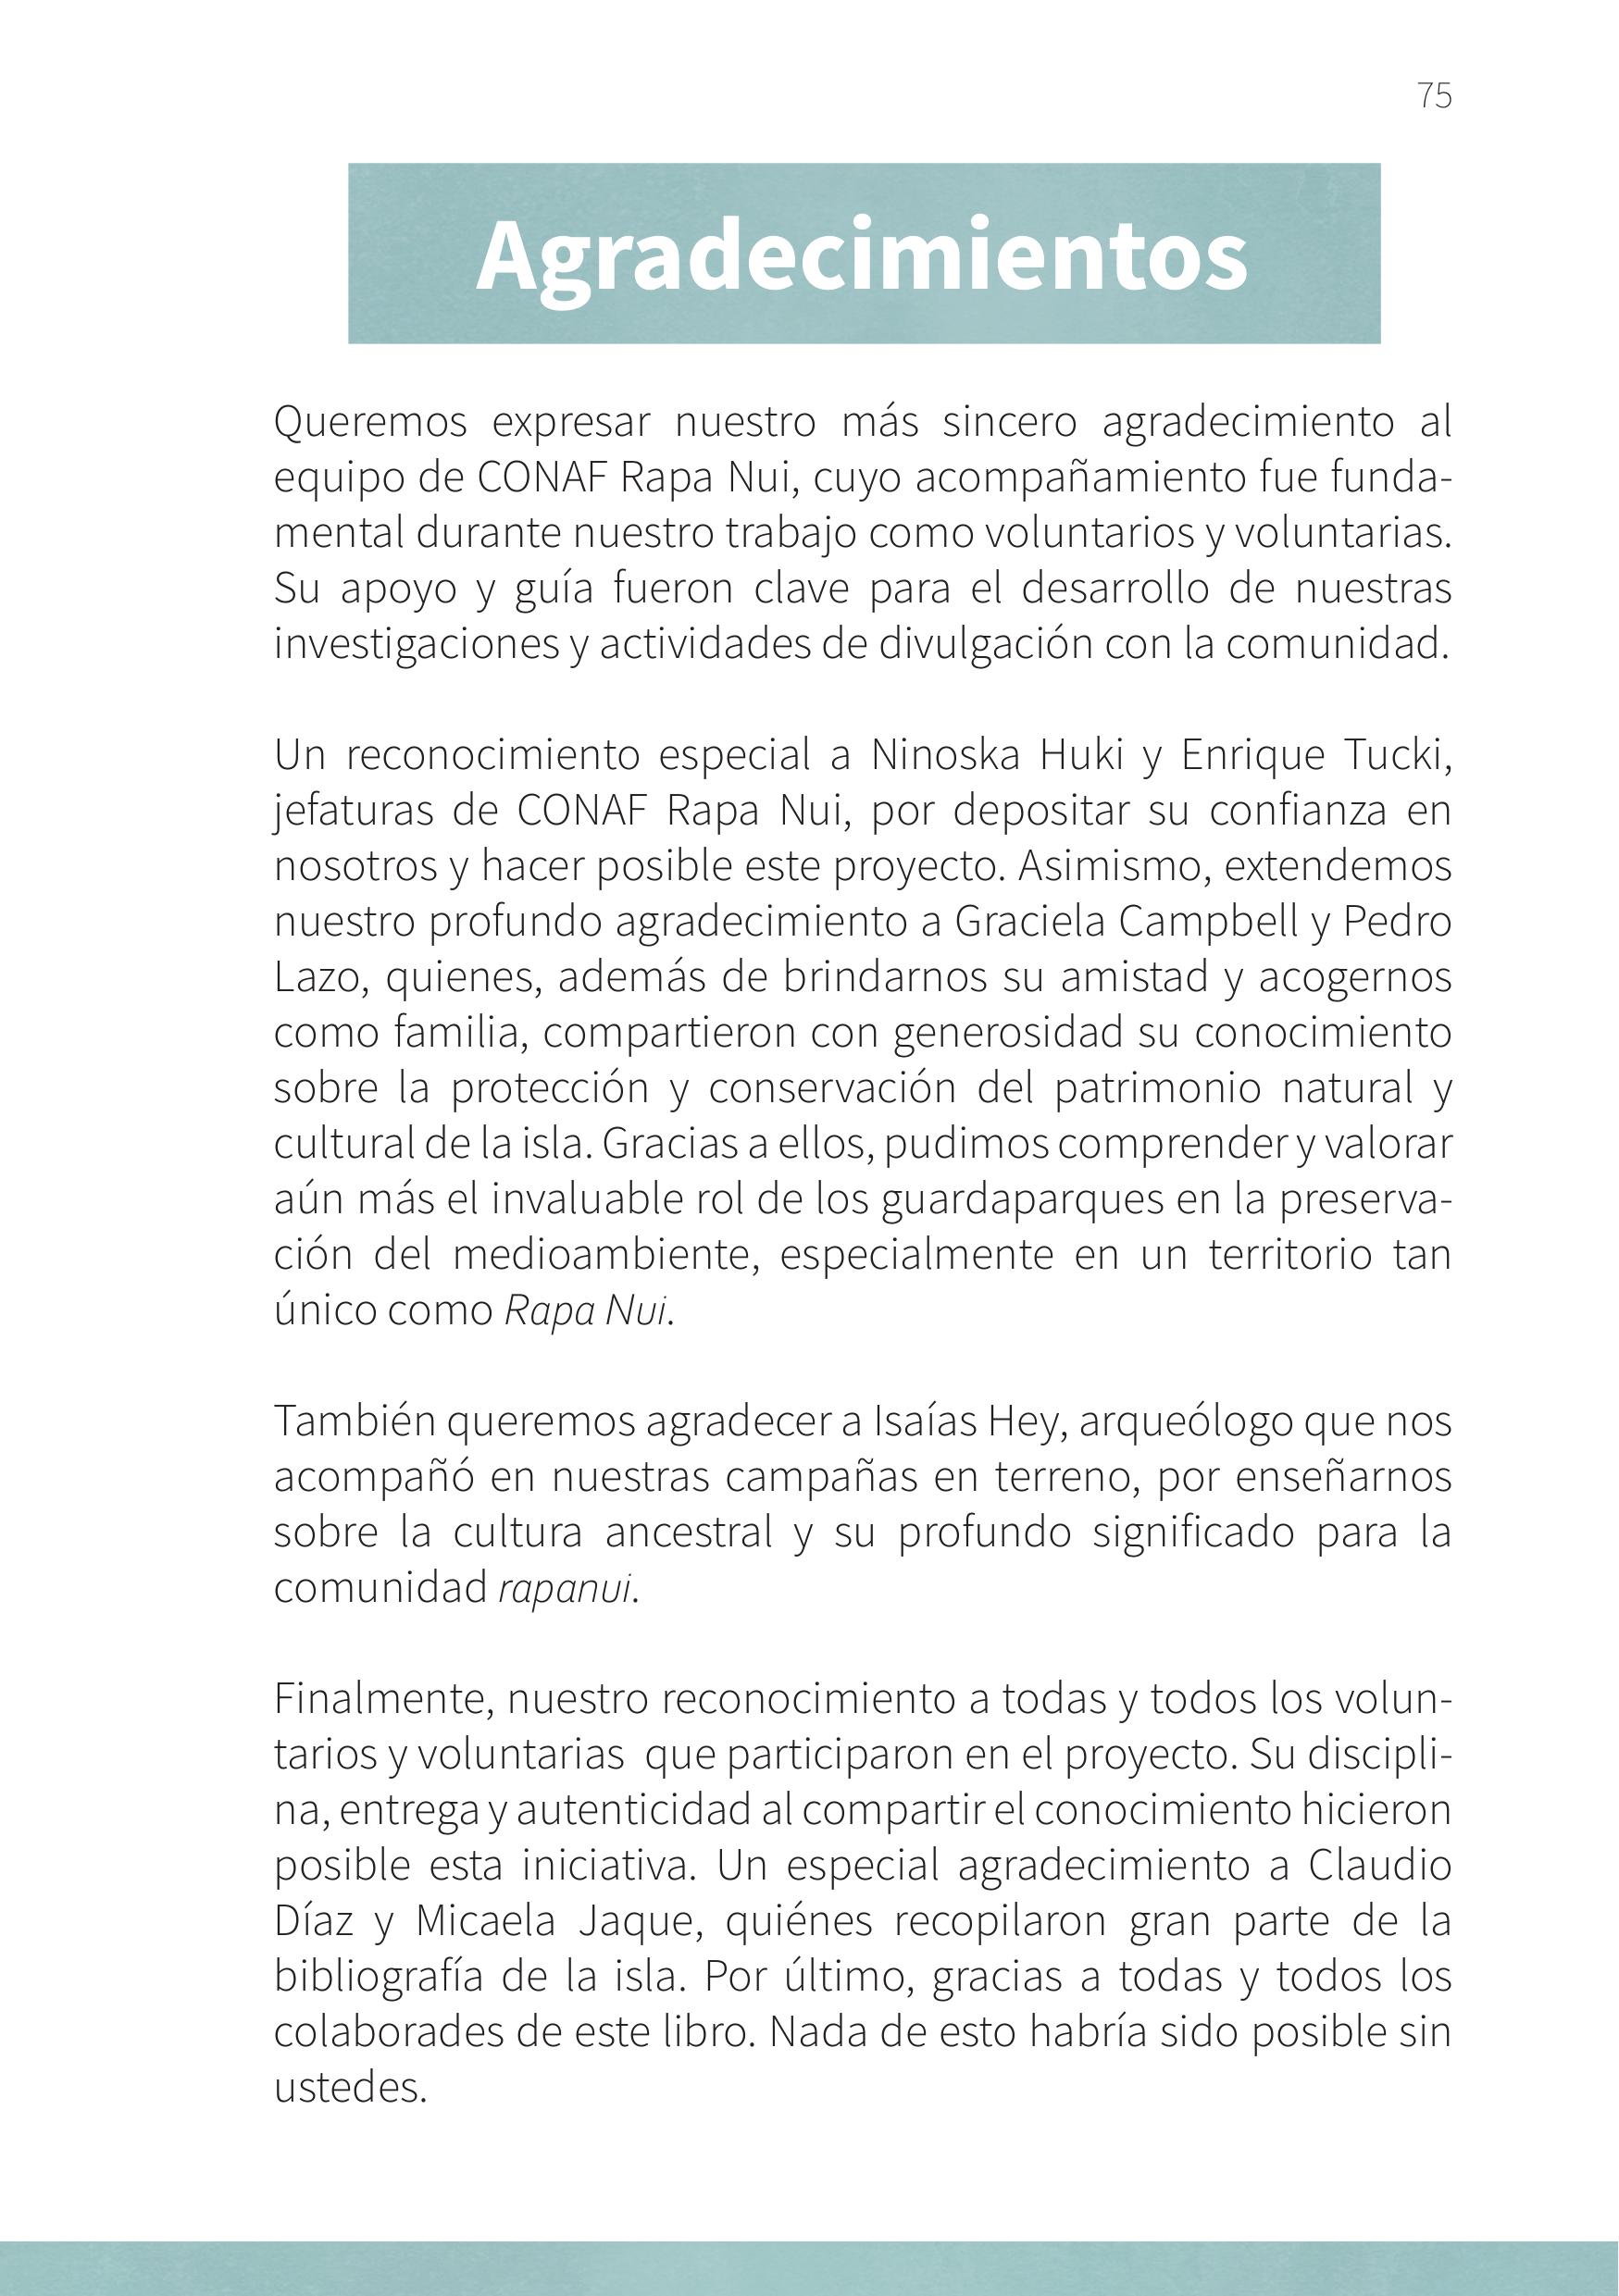 75
Agradecimientos
Queremos expresar nuestro más sincero agradecimiento al
equipo de CONAF Rapa Nui, cuyo acompañamiento fue funda-
mental durante nuestro trabajo como voluntarios y voluntarias.
Su apoyo y guía fueron clave para el desarrollo de nuestras
investigaciones y actividades de divulgación con la comunidad.
Un reconocimiento especial a Ninoska Huki y Enrique Tucki,
jefaturas de CONAF Rapa Nui, por depositar su confianza en
nosotros y hacer posible este proyecto. Asimismo, extendemos
nuestro profundo agradecimiento a Graciela Campbell y Pedro
Lazo, quienes, además de brindarnos su amistad y acogernos
como familia, compartieron con generosidad su conocimiento
sobre la protección y conservación del patrimonio natural y
cultural de la isla. Gracias a ellos, pudimos comprender y valorar
aún más el invaluable rol de los guardaparques en la preserva-
ción del medioambiente, especialmente en un territorio tan
único como Rapa Nui.
También queremos agradecer a Isaías Hey, arqueólogo que nos
acompañó en nuestras campañas en terreno, por enseñarnos
sobre la cultura ancestral y su profundo significado para la
comunidad rapanui.
Finalmente, nuestro reconocimiento a todas y todos los volun-
tarios y voluntarias  que participaron en el proyecto. Su discipli-
na, entrega y autenticidad al compartir el conocimiento hicieron
posible esta iniciativa. Un especial agradecimiento a Claudio
Díaz y Micaela Jaque, quiénes recopilaron gran parte de la
bibliografía de la isla. Por último, gracias a todas y todos los
colaborades de este libro. Nada de esto habría sido posible sin
ustedes.